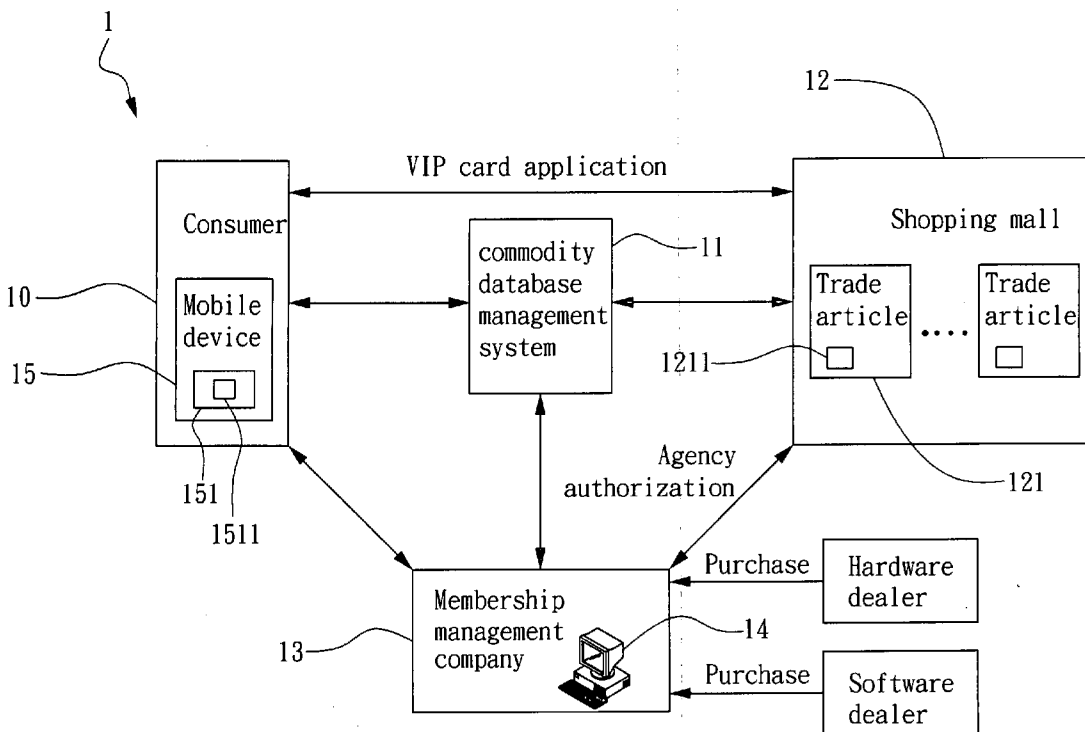 1
12
VIP card application
Consumer
Shopping mall
commodity
database
management
system
11
10
Mobile
device
Trade
article
....
Trade
article
15
1211
151
1511
Agency
authorization
121
Membership
management
company
13
14
Purchase
Hardware
dealer
Purchase
Software
dealer